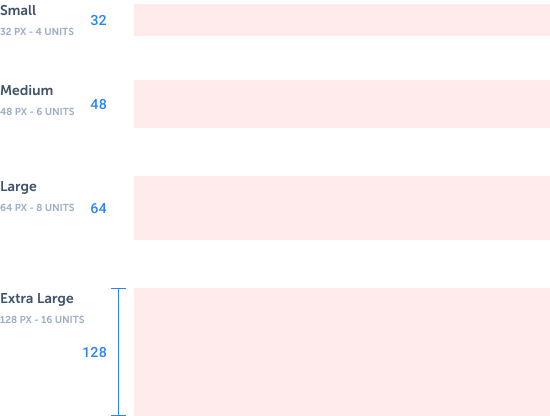 Small
32 PX - 4 UNITS
32
Medium
48 PX - 6 UNITS
48
Large
64 PX - 8 UNITS
64
Extra Large
128 PX - 16 UNITS
128